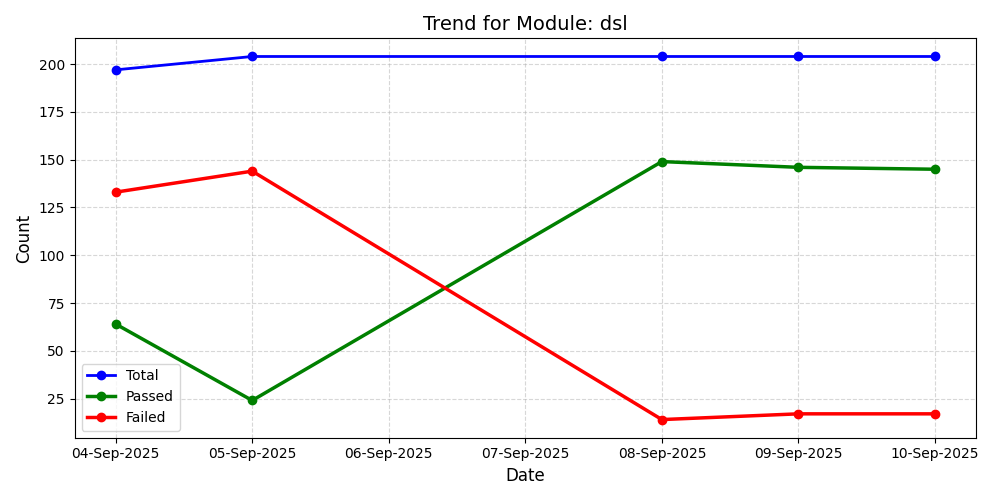 Trend for Module: dsl
Count
200
175
150
125
100
75
50
25
Total
Passed
Failed
04-Sep-2025 05-Sep-2025 06-Sep-2025 07-Sep-2025 08-Sep-2025 09-Sep-2025 10-Sep-2025
Date